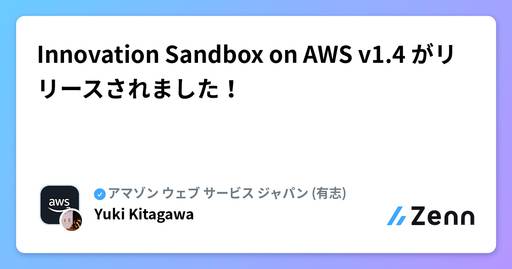 Innovation Sandbox on AWS v1.4 がリ
リースされました！
aws
アマゾン ウェブ サービス ジャパン (有志)
Yuki Kitagawa
Zenn